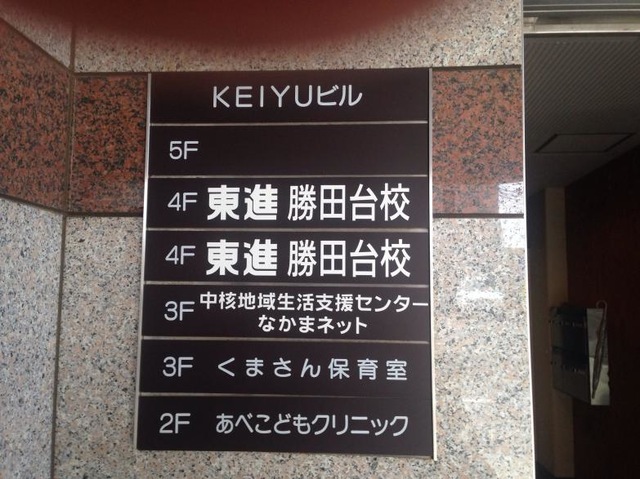 KEIYUビル
5F
4F 東進 勝田台校
4F 東進 勝田台校
3F 中核地域生活支援センター
なかまネット
3F くまさん保育室
2F あべこどもクリニック